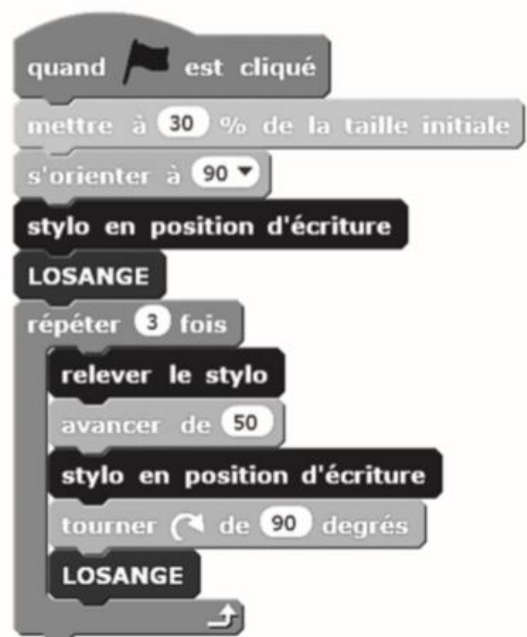 quand est cliqué
mettre à 30 % de la taille initiale
s'orienter à 90
stylo en position d'écriture
LOSANGE
répéter 3 fois
relever le stylo
avancer de 50
stylo en position d'écriture
tourner de 90 degrés
LOSANGE